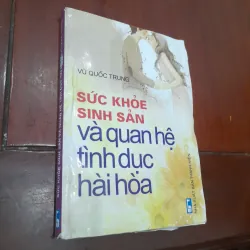 VŨ QUỐC TRUNG
SỨC KHỎE
SINH SẢN
và quan hệ
tình dục
hài hòa